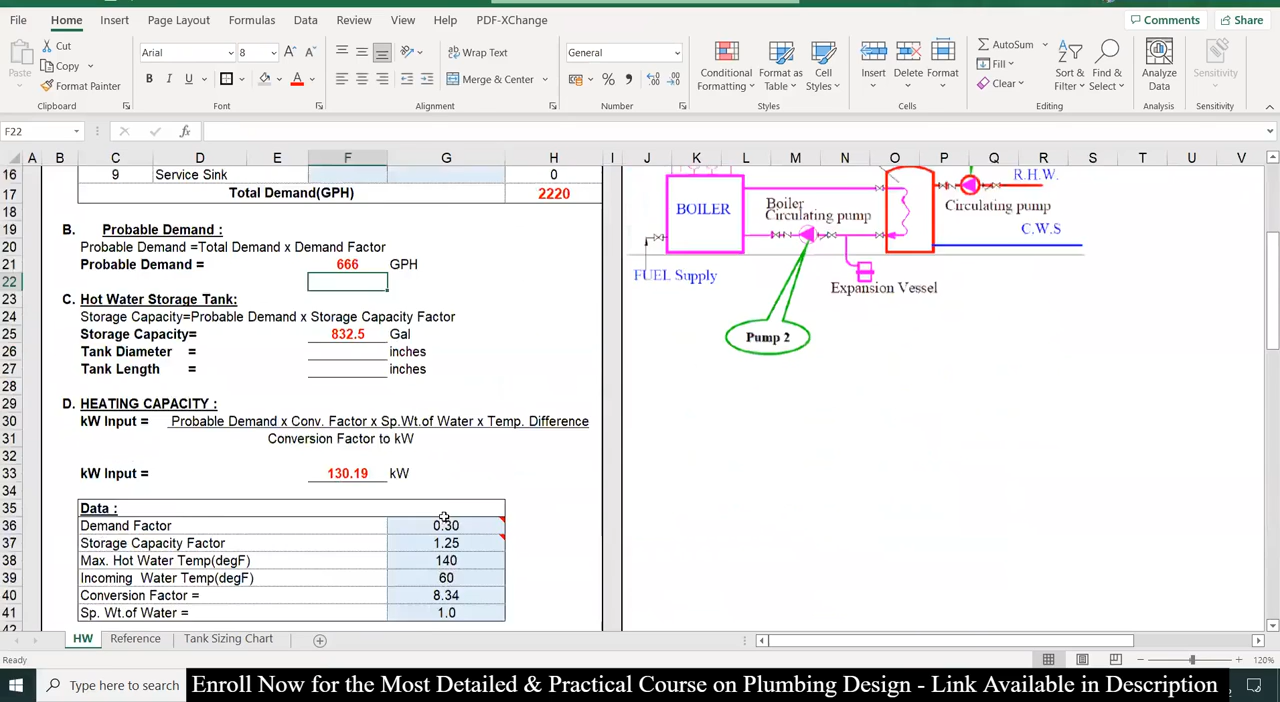 File Home Insert Page Layout Formulas Data Review View Help PDF-XChange Comments Share
Paste Cut Copy Format Painter
Arial
Wrap Text
Merge & Center
General
Conditional Formatting Format as Table Cell Styles
Insert Delete Format
AutoSum Fill Clear
Sort & Filter Find & Select
Analyze Data
Sensitivity
Clipboard Font Alignment Number Styles Cells Editing Analysis Sensitivity
F22 fx
A B C D E F G H I J K L M N O P Q R S T U V
16 9 Service Sink 0
17 Total Demand(GPH) 2220
18
19 B. Probable Demand :
20 Probable Demand =Total Demand x Demand Factor
21 Probable Demand = 666 GPH
22
23 C. Hot Water Storage Tank:
24 Storage Capacity=Probable Demand x Storage Capacity Factor
25 Storage Capacity= 832.5 Gal
26 Tank Diameter = inches
27 Tank Length = inches
28
29 D. HEATING CAPACITY :
30 kW Input = Probable Demand x Conv. Factor x Sp.Wt.of Water x Temp. Difference
31 Conversion Factor to kW
32
33 kW Input = 130.19 kW
34
35 Data :
36 Demand Factor 0.30
37 Storage Capacity Factor 1.25
38 Max. Hot Water Temp(degF) 140
39 Incoming Water Temp(degF) 60
40 Conversion Factor = 8.34
41 Sp. Wt.of Water = 1.0
42
R.H.W.
BOILER
Boiler
Circulating pump
Circulating pump
C.W.S
FUEL Supply
Expansion Vessel
Pump 2
HW Reference Tank Sizing Chart
Ready 120%
Type here to search
Enroll Now for the Most Detailed & Practical Course on Plumbing Design - Link Available in Description